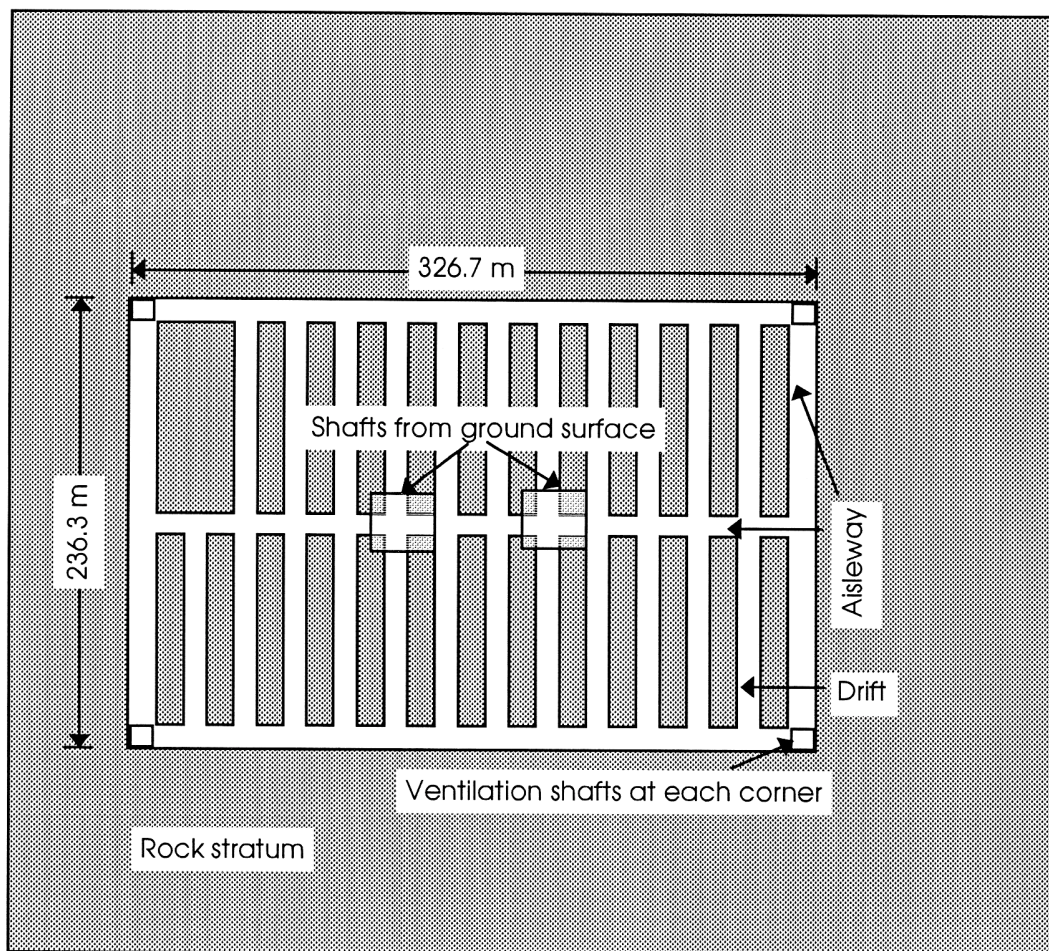 326.7 m
Shafts from ground surface
236.3 m
Aisleway
Drift
Ventilation shafts at each corner
Rock stratum